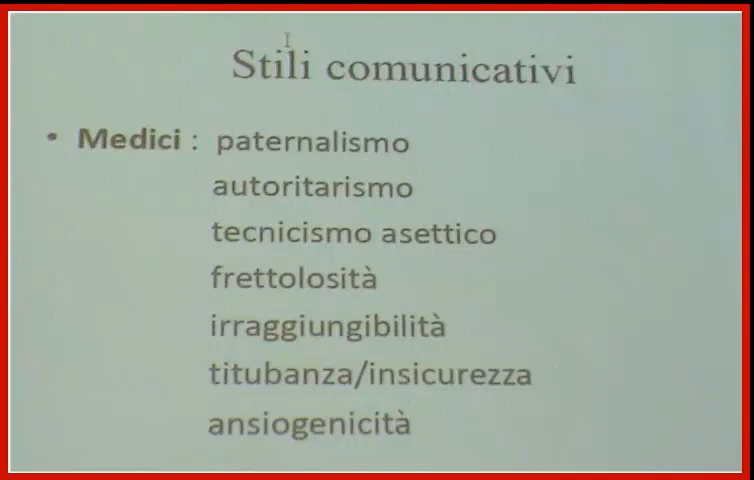 Stili comunicativi
• Medici : paternalismo
autoritarismo
tecnicismo asettico
frettolosità
irraggiungibilità
titubanza/insicurezza
ansiogenicità